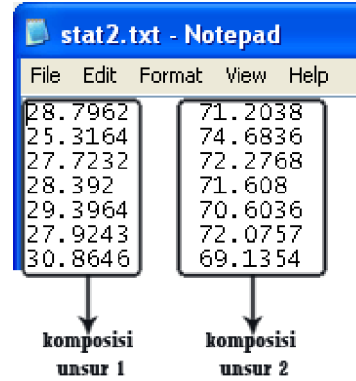 stat2.txt - Notepad
File Edit Format View Help
28.7962 71.2038
25.3164 74.6836
27.7232 72.2768
28.392 71.608
29.3964 70.6036
27.9243 72.0757
30.8646 69.1354
komposisi komposisi
unsur 1 unsur 2